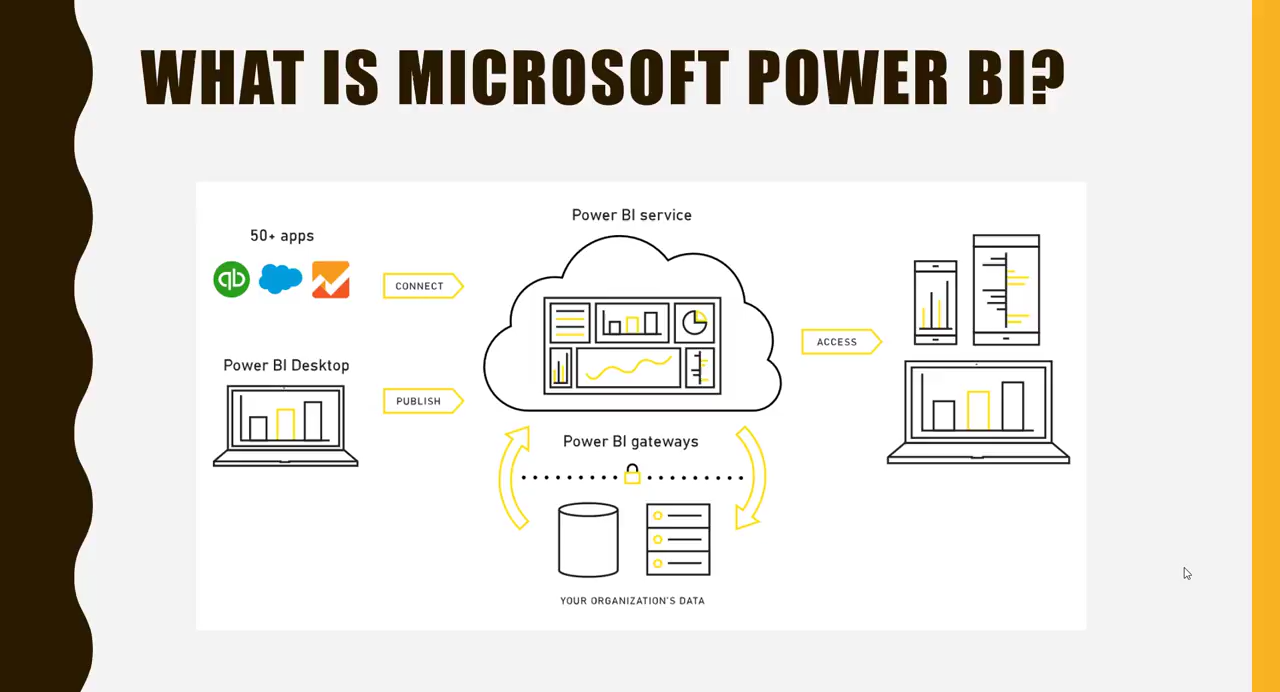 WHAT IS MICROSOFT POWER BI?
Power BI service
50+ apps
qb
CONNECT
ACCESS
Power BI Desktop
PUBLISH
Power BI gateways
YOUR ORGANIZATION'S DATA